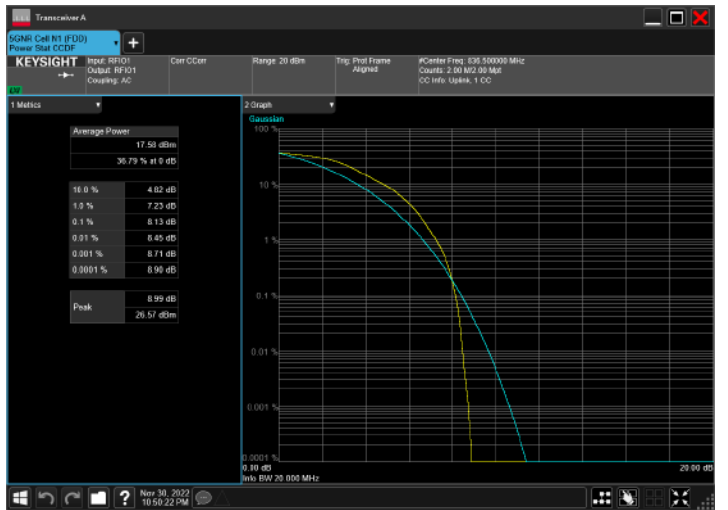 Transceiver A
5GNR Cell N1 (FDD)
Power Stat CCDF
KEYSIGHT
Input: RFIO1
Output: RFIO1
Coupling: AC
Corr CCorr
Range: 20 dBm
Trig: Prot Frame
Aligned
#Center Freq: 836.500000 MHz
Counts: 2.00 M/2.00 Mpt
CC Info: Uplink, 1 CC
1 Metrics
Average Power
17.58 dBm
36.79 % at 0 dB
10.0 % 4.82 dB
1.0 % 7.23 dB
0.1 % 8.13 dB
0.01 % 8.45 dB
0.001 % 8.71 dB
0.0001 % 8.90 dB
Peak
8.99 dB
26.57 dBm
2 Graph
Gaussian
100 %
10 %
1 %
0.1 %
0.01 %
0.001 %
0.0001 %
0.00 dB
20.00 dB
Info BW 20.000 MHz
?
Nov 30, 2022
10:50:22 PM